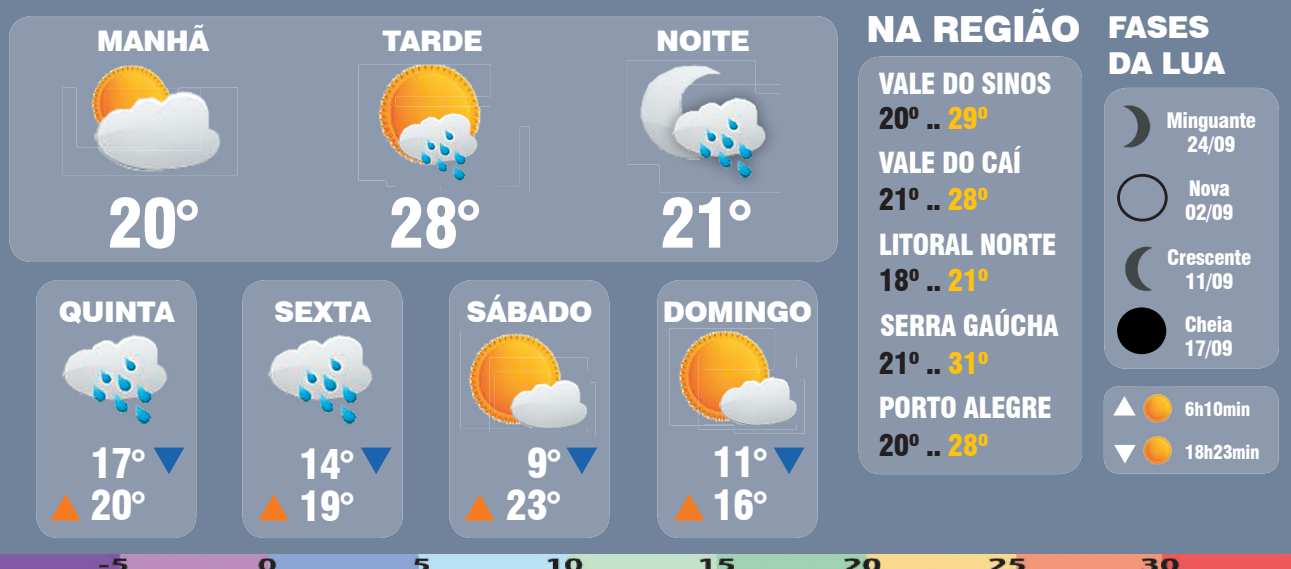 MANHÃ
TARDE
NOITE
20°
28°
21°
QUINTA
17°
20°
SEXTA
14°
19°
SÁBADO
9°
23°
DOMINGO
11°
16°
NA REGIÃO
VALE DO SINOS
20º .. 29º
VALE DO CAÍ
21º .. 28º
LITORAL NORTE
18º .. 21º
SERRA GAÚCHA
21º .. 31º
PORTO ALEGRE
20º .. 28º
FASES
DA LUA
Minguante
24/09
Nova
02/09
Crescente
11/09
Cheia
17/09
6h10min
18h23min
-5 0 5 10 15 20 25 30